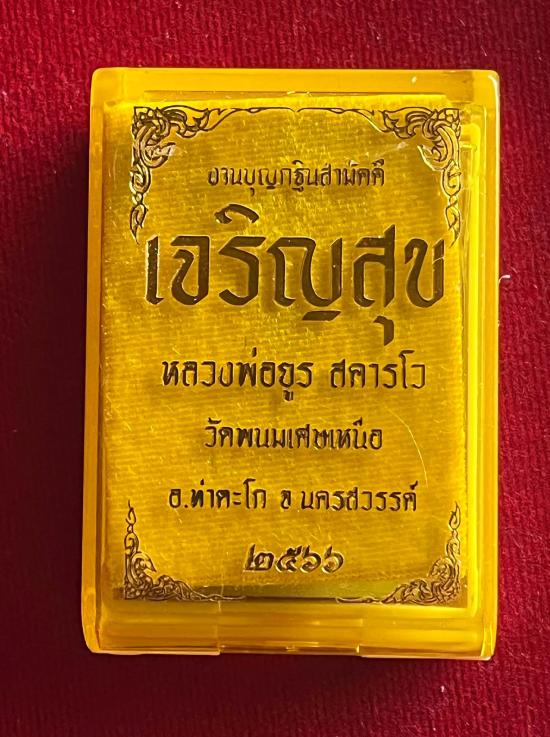 งานบุญกฐินสามัคคี
เจริญสุข
หลวงพ่อยูร สคารโว
วัดพนมเศษเหนือ
อ.ท่าตะโก จ.นครสวรรค์
๒๕๖๖